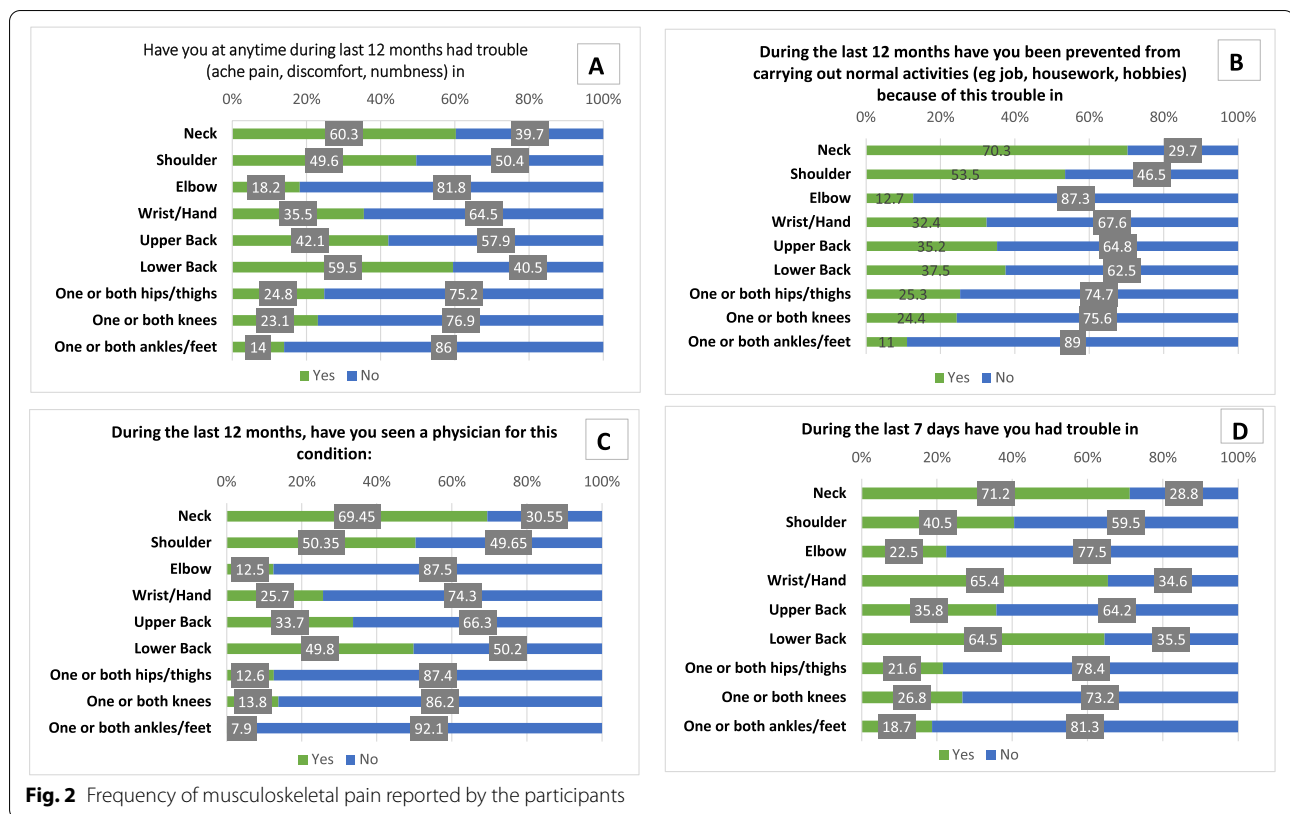 Have you at anytime during last 12 months had trouble
(ache pain, discomfort, numbness) in
A
0% 20% 40% 60% 80% 100%
Neck 60.3 39.7
Shoulder 49.6 50.4
Elbow 18.2 81.8
Wrist/Hand 35.5 64.5
Upper Back 42.1 57.9
Lower Back 59.5 40.5
One or both hips/thighs 24.8 75.2
One or both knees 23.1 76.9
One or both ankles/feet 14 86
Yes No
During the last 12 months have you been prevented from
carrying out normal activities (eg job, housework, hobbies)
because of this trouble in
B
0% 20% 40% 60% 80% 100%
Neck 70.3 29.7
Shoulder 53.5 46.5
Elbow 12.7 87.3
Wrist/Hand 32.4 67.6
Upper Back 35.2 64.8
Lower Back 37.5 62.5
One or both hips/thighs 25.3 74.7
One or both knees 24.4 75.6
One or both ankles/feet 11 89
Yes No
During the last 12 months, have you seen a physician for this
condition:
C
0% 20% 40% 60% 80% 100%
Neck 69.45 30.55
Shoulder 50.35 49.65
Elbow 12.5 87.5
Wrist/Hand 25.7 74.3
Upper Back 33.7 66.3
Lower Back 49.8 50.2
One or both hips/thighs 12.6 87.4
One or both knees 13.8 86.2
One or both ankles/feet 7.9 92.1
Yes No
During the last 7 days have you had trouble in
D
0% 20% 40% 60% 80% 100%
Neck 71.2 28.8
Shoulder 40.5 59.5
Elbow 22.5 77.5
Wrist/Hand 65.4 34.6
Upper Back 35.8 64.2
Lower Back 64.5 35.5
One or both hips/thighs 21.6 78.4
One or both knees 26.8 73.2
One or both ankles/feet 18.7 81.3
Yes No
Fig. 2 Frequency of musculoskeletal pain reported by the participants